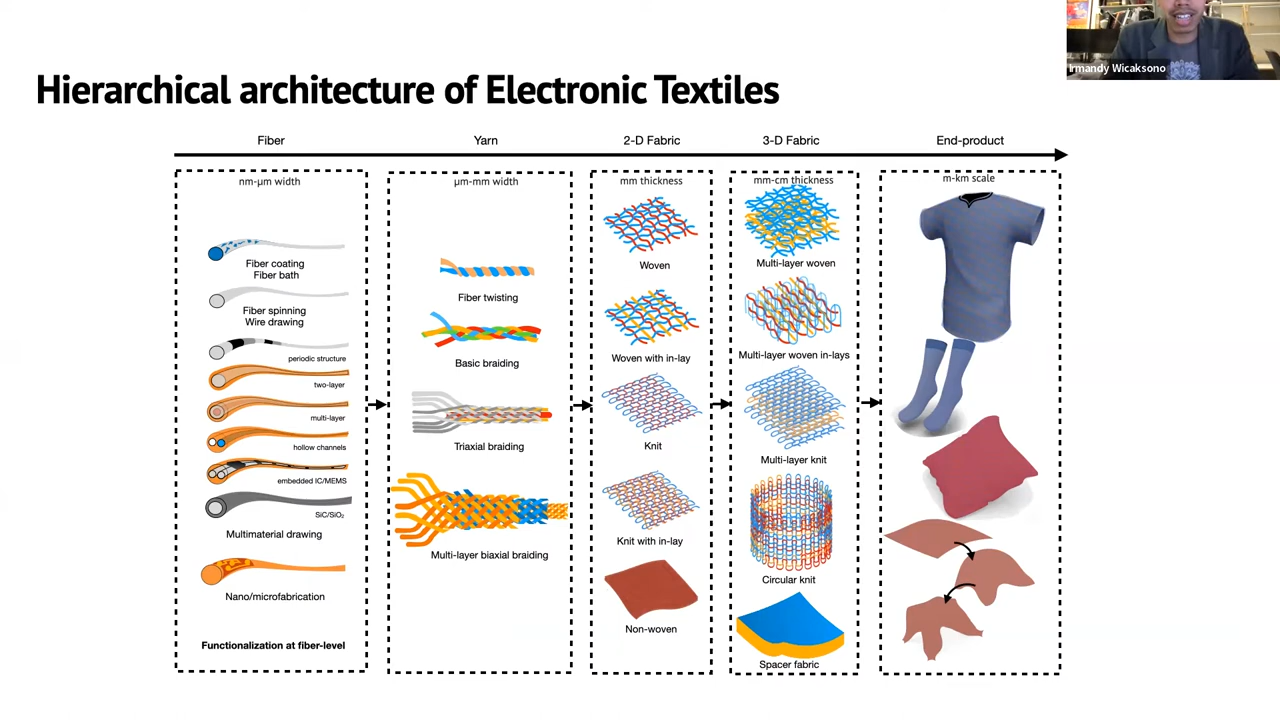 Irmandy Wicaksono
Hierarchical architecture of Electronic Textiles
Fiber
Yarn
2-D Fabric
3-D Fabric
End-product
nm-µm width
Fiber coating
Fiber bath
Fiber spinning
Wire drawing
periodic structure
two-layer
multi-layer
hollow channels
embedded IC/MEMS
SiC/SiO₂
Multimaterial drawing
Nano/microfabrication
Functionalization at fiber-level
µm-mm width
Fiber twisting
Basic braiding
Triaxial braiding
Multi-layer biaxial braiding
mm thickness
Woven
Woven with in-lay
Knit
Knit with in-lay
Non-woven
mm-cm thickness
Multi-layer woven
Multi-layer woven in-lays
Multi-layer knit
Circular knit
Spacer fabric
m-km scale